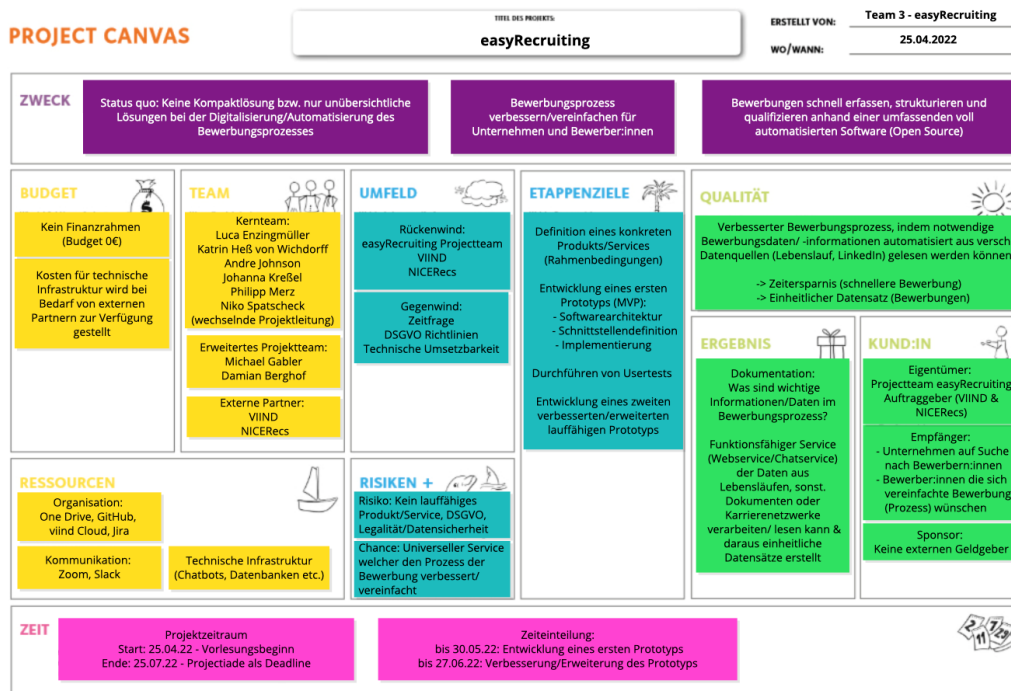 PROJECT CANVAS
TITEL DES PROJEKTS:
easyRecruiting
ERSTELLT VON:
Team 3 - easyRecruiting
WO/WANN:
25.04.2022
ZWECK
Status quo: Keine Kompaktlösung bzw. nur unübersichtliche
Lösungen bei der Digitalisierung/Automatisierung des
Bewerbungsprozesses
Bewerbungsprozess
verbessern/vereinfachen für
Unternehmen und Bewerber:innen
Bewerbungen schnell erfassen, strukturieren und
qualifizieren anhand einer umfassenden voll
automatisierten Software (Open Source)
BUDGET
Kein Finanzrahmen
(Budget 0€)
Kosten für technische
Infrastruktur wird bei
Bedarf von externen
Partnern zur Verfügung
gestellt
TEAM
Kernteam:
Luca Enzingmüller
Katrin Heß von Wichdorff
Andre Johnson
Johanna Kreßel
Philipp Merz
Niko Spatscheck
(wechselnde Projektleitung)
Erweitertes Projektteam:
Michael Gabler
Damian Berghof
Externe Partner:
VIIND
NICERecs
UMFELD
Rückenwind:
easyRecruiting Projectteam
VIIND
NICERecs
Gegenwind:
Zeitfrage
DSGVO Richtlinien
Technische Umsetzbarkeit
ETAPPENZIELE
Definition eines konkreten
Produkts/Services
(Rahmenbedingungen)
Entwicklung eines ersten
Prototyps (MVP):
- Softwarearchitektur
- Schnittstellendefinition
- Implementierung
Durchführen von Usertests
Entwicklung eines zweiten
verbesserten/erweiterten
lauffähigen Prototyps
QUALITÄT
Verbesserter Bewerbungsprozess, indem notwendige
Bewerbungsdaten/ -informationen automatisiert aus versch
Datenquellen (Lebenslauf, LinkedIn) gelesen werden können
-> Zeitersparnis (schnellere Bewerbung)
-> Einheitlicher Datensatz (Bewerbungen)
ERGEBNIS
Dokumentation:
Was sind wichtige
Informationen/Daten im
Bewerbungsprozess?
Funktionsfähiger Service
(Webservice/Chatservice)
der Daten aus
Lebensläufen, sonst.
Dokumenten oder
Karrierenetzwerke
verarbeiten/ lesen kann &
daraus einheitliche
Datensätze erstellt
KUND:IN
Eigentümer:
Projectteam easyRecruiting
Auftraggeber (VIIND &
NICERecs)
Empfänger:
- Unternehmen auf Suche
nach Bewerbern:innen
- Bewerber:innen die sich
vereinfachte Bewerbung
(Prozess) wünschen
Sponsor:
Keine externen Geldgeber
RESSOURCEN
Organisation:
One Drive, GitHub,
viind Cloud, Jira
Kommunikation:
Zoom, Slack
Technische Infrastruktur
(Chatbots, Datenbanken etc.)
RISIKEN +
Risiko: Kein lauffähiges
Produkt/Service, DSGVO,
Legalität/Datensicherheit
Chance: Universeller Service
welcher den Prozess der
Bewerbung verbessert/
vereinfacht
ZEIT
Projektzeitraum
Start: 25.04.22 - Vorlesungsbeginn
Ende: 25.07.22 - Projectiade als Deadline
Zeiteinteilung:
bis 30.05.22: Entwicklung eines ersten Prototyps
bis 27.06.22: Verbesserung/Erweiterung des Prototyps